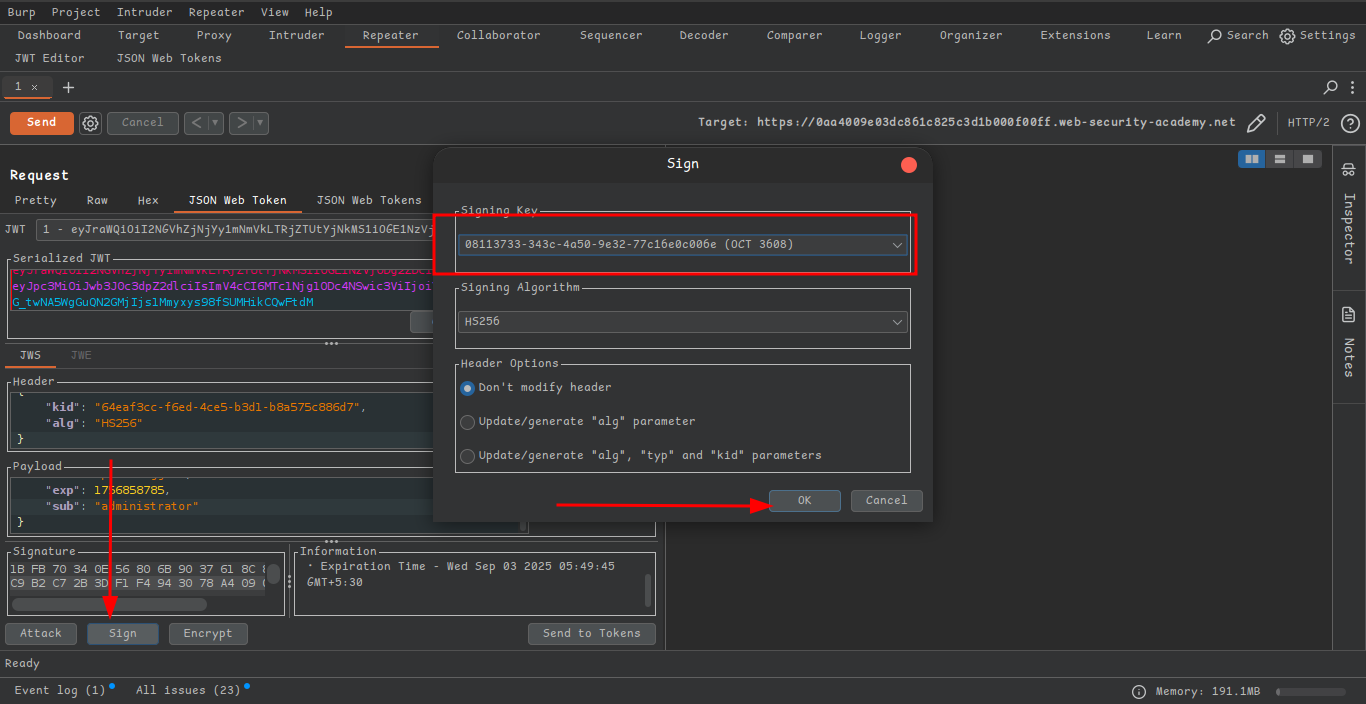 Burp Project Intruder Repeater View Help
Dashboard Target Proxy Intruder Repeater Collaborator Sequencer Decoder Comparer Logger Organizer Extensions Learn Search Settings
JWT Editor JSON Web Tokens
1 × +
Send Cancel < >
Target: https://0aa4009e03dc861c825c3d1b000f00ff.web-security-academy.net HTTP/2
Request
Pretty Raw Hex JSON Web Token JSON Web Tokens
JWT 1 - eyJraWQiOiI2NGVhZjNjYy1mNmVkLTRjZTUtYjNkMS1iOGE1NzVj
Serialized JWT
G_twNA5WgGuQN2GMjIjslMmyxys98fSUMHikCQwFtdM
JWS JWE
Header
{
"kid": "64eaf3cc-f6ed-4ce5-b3d1-b8a575c886d7",
"alg": "HS256"
}
Payload
"exp": 1756858785,
"sub": "administrator"
}
Signature
1B FB 70 34 0E 56 80 6B 90 37 61 8C
C9 B2 C7 2B 3D F1 F4 94 30 78 A4 09
Information
· Expiration Time - Wed Sep 03 2025 05:49:45
GMT+5:30
Attack Sign Encrypt Send to Tokens
Sign
Signing Key
08113733-343c-4a50-9e32-77c16e0c006e (OCT 3608)
Signing Algorithm
HS256
Header Options
Don't modify header
Update/generate "alg" parameter
Update/generate "alg", "typ" and "kid" parameters
OK Cancel
Inspector
Notes
Ready
Event log (1) All issues (23) Memory: 191.1MB